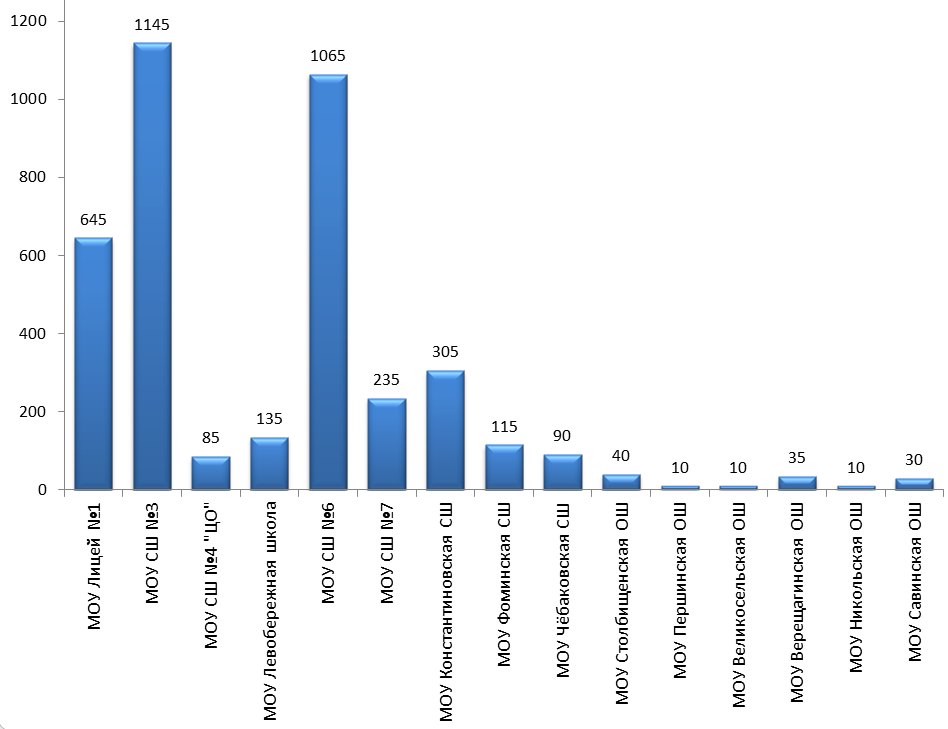 1200
1000
800
600
400
200
0
645
1145
85
135
1065
235
305
115
90
40
10
10
35
10
30
МОУ Лицей №1
МОУ СШ №3
МОУ СШ №4 "ЦО"
МОУ Левобережная школа
МОУ СШ №6
МОУ СШ №7
МОУ Константиновская СШ
МОУ Фоминская СШ
МОУ Чёбаковская СШ
МОУ Столбищенская ОШ
МОУ Першинская ОШ
МОУ Великосельская ОШ
МОУ Верещагинская ОШ
МОУ Никольская ОШ
МОУ Савинская ОШ